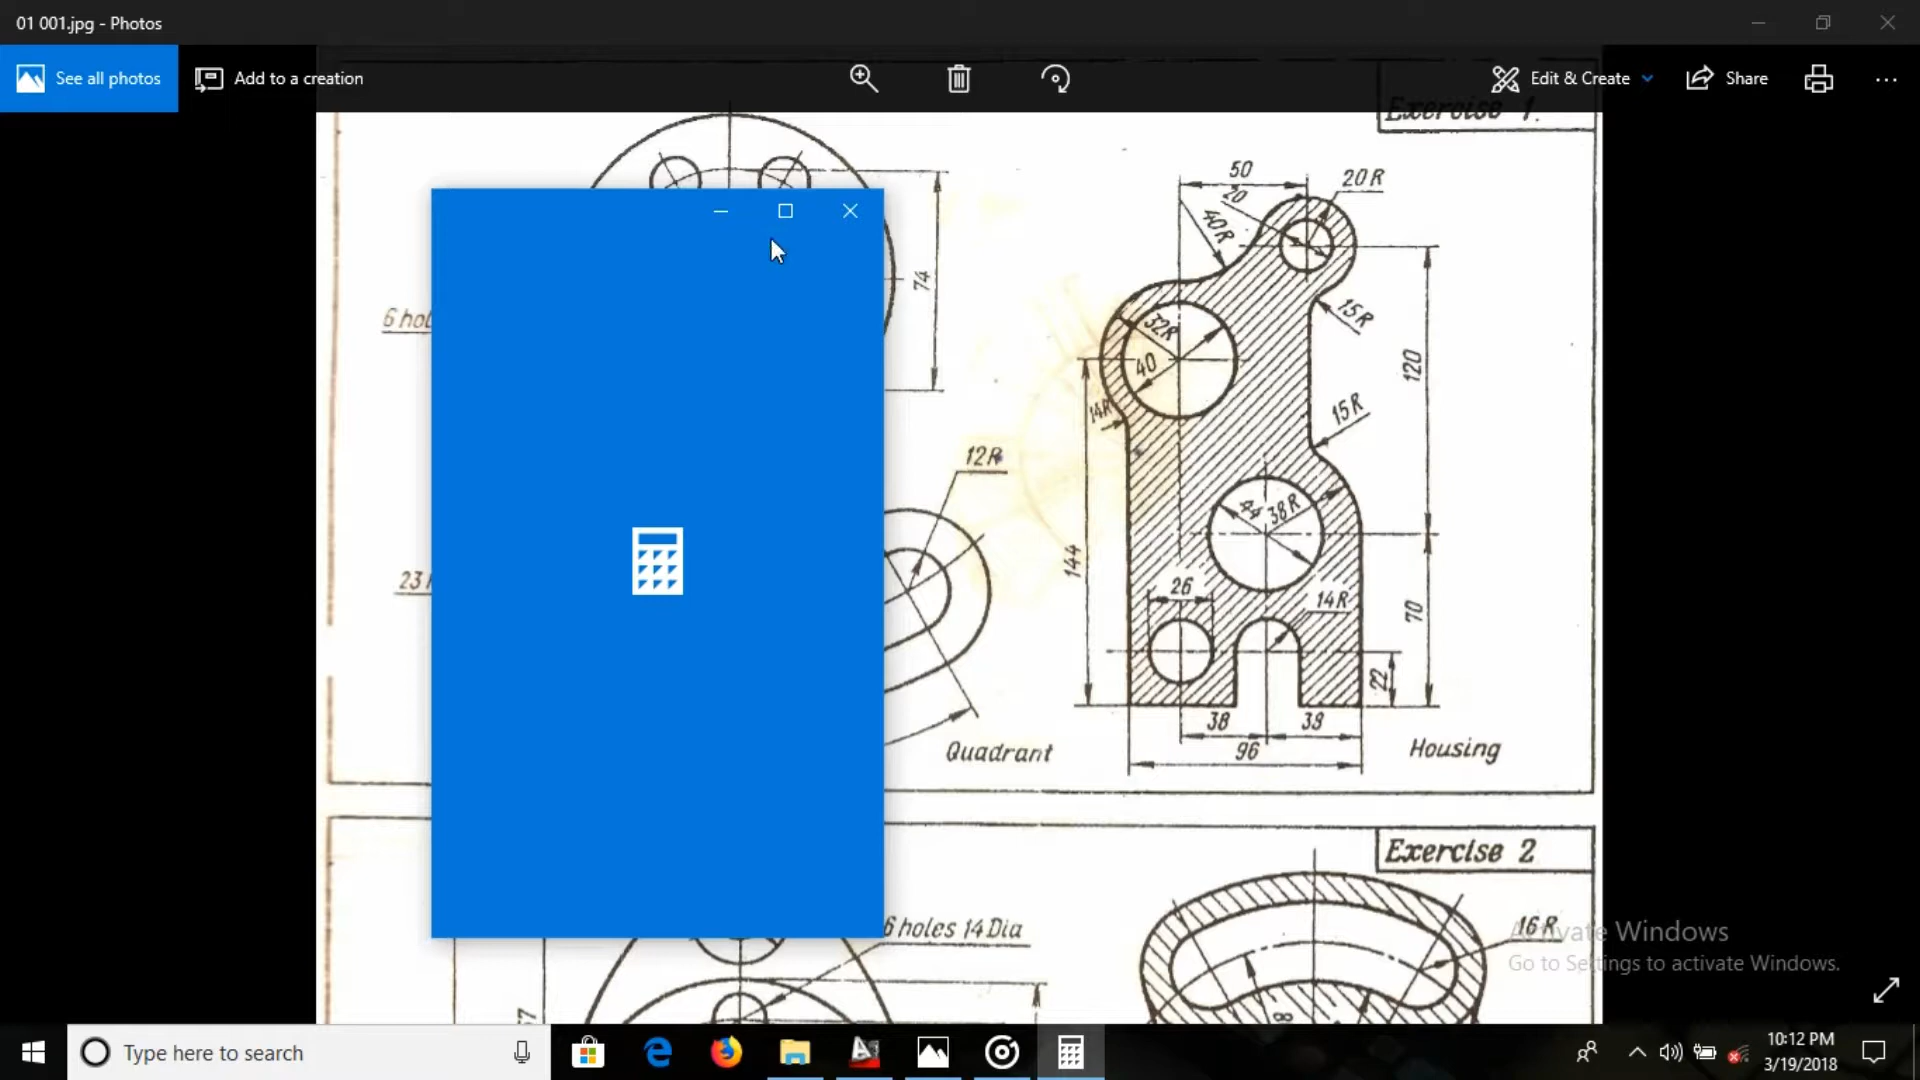 01 001.jpg - Photos
See all photos
Add to a creation
Edit & Create
Share
Exercise 1.
50
20R
20
40R
74
6 hol
32R
15R
40
120
14R
15R
12R
144
44
38R
23
26
14R
70
22
38
38
96
Quadrant
Housing
Exercise 2
6 holes 14 Dia
16R
Activate Windows
Go to Settings to activate Windows.
Type here to search
10:12 PM
3/19/2018